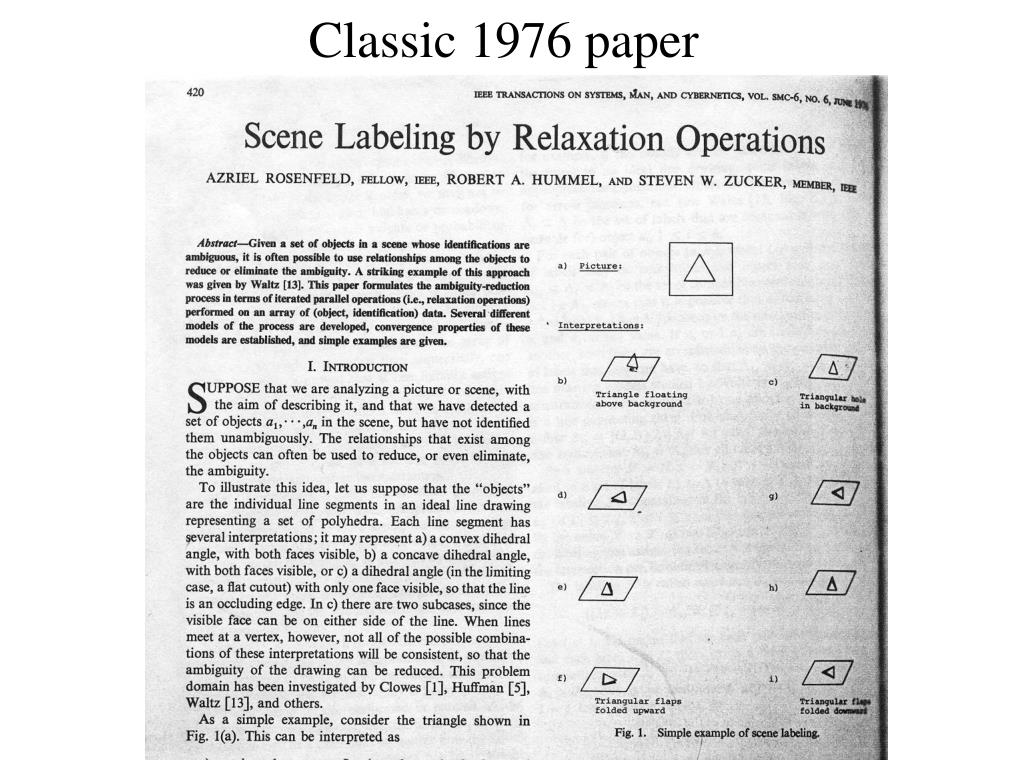 Classic 1976 paper
420
IEEE TRANSACTIONS ON SYSTEMS, MAN, AND CYBERNETICS, VOL. SMC-6, NO. 6, JUNE 1976
Scene Labeling by Relaxation Operations
AZRIEL ROSENFELD, FELLOW, IEEE, ROBERT A. HUMMEL, AND STEVEN W. ZUCKER, MEMBER, IEEE
Abstract—Given a set of objects in a scene whose identifications are
ambiguous, it is often possible to use relationships among the objects to
reduce or eliminate the ambiguity. A striking example of this approach
was given by Waltz [13]. This paper formulates the ambiguity-reduction
process in terms of iterated parallel operations (i.e., relaxation operations)
performed on an array of (object, identification) data. Several different
models of the process are developed, convergence properties of these
models are established, and simple examples are given.
I. INTRODUCTION
SUPPOSE that we are analyzing a picture or scene, with
the aim of describing it, and that we have detected a
set of objects a₁,···,aₙ in the scene, but have not identified
them unambiguously. The relationships that exist among
the objects can often be used to reduce, or even eliminate,
the ambiguity.
To illustrate this idea, let us suppose that the “objects”
are the individual line segments in an ideal line drawing
representing a set of polyhedra. Each line segment has
several interpretations; it may represent a) a convex dihedral
angle, with both faces visible, b) a concave dihedral angle,
with both faces visible, or c) a dihedral angle (in the limiting
case, a flat cutout) with only one face visible, so that the line
is an occluding edge. In c) there are two subcases, since the
visible face can be on either side of the line. When lines
meet at a vertex, however, not all of the possible combina-
tions of these interpretations will be consistent, so that the
ambiguity of the drawing can be reduced. This problem
domain has been investigated by Clowes [1], Huffman [5],
Waltz [13], and others.
As a simple example, consider the triangle shown in
Fig. 1(a). This can be interpreted as
a) Picture:
Interpretations:
b)
Triangle floating
above background
c)
Triangular hole
in background
d)
g)
e)
h)
f)
Triangular flaps
folded upward
i)
Triangular flaps
folded downward
Fig. 1. Simple example of scene labeling.